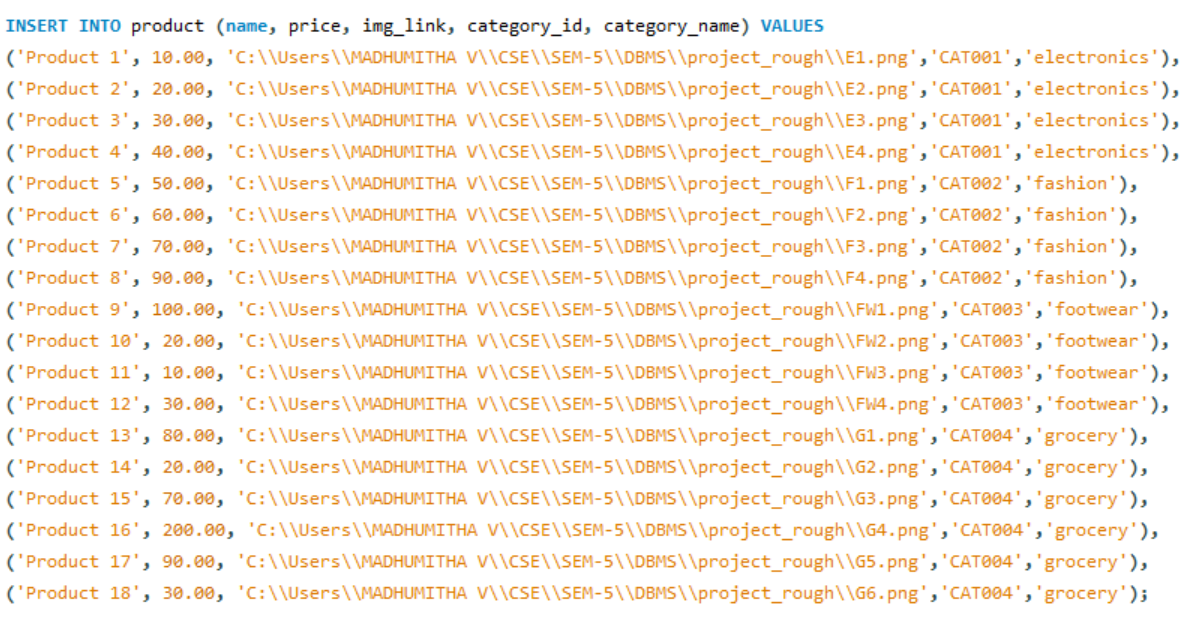 INSERT INTO product (name, price, img_link, category_id, category_name) VALUES
('Product 1', 10.00, 'C:\\Users\\MADHUMITHA V\\CSE\\SEM-5\\DBMS\\project_rough\\E1.png','CAT001','electronics'),
('Product 2', 20.00, 'C:\\Users\\MADHUMITHA V\\CSE\\SEM-5\\DBMS\\project_rough\\E2.png','CAT001','electronics'),
('Product 3', 30.00, 'C:\\Users\\MADHUMITHA V\\CSE\\SEM-5\\DBMS\\project_rough\\E3.png','CAT001','electronics'),
('Product 4', 40.00, 'C:\\Users\\MADHUMITHA V\\CSE\\SEM-5\\DBMS\\project_rough\\E4.png','CAT001','electronics'),
('Product 5', 50.00, 'C:\\Users\\MADHUMITHA V\\CSE\\SEM-5\\DBMS\\project_rough\\F1.png','CAT002','fashion'),
('Product 6', 60.00, 'C:\\Users\\MADHUMITHA V\\CSE\\SEM-5\\DBMS\\project_rough\\F2.png','CAT002','fashion'),
('Product 7', 70.00, 'C:\\Users\\MADHUMITHA V\\CSE\\SEM-5\\DBMS\\project_rough\\F3.png','CAT002','fashion'),
('Product 8', 90.00, 'C:\\Users\\MADHUMITHA V\\CSE\\SEM-5\\DBMS\\project_rough\\F4.png','CAT002','fashion'),
('Product 9', 100.00, 'C:\\Users\\MADHUMITHA V\\CSE\\SEM-5\\DBMS\\project_rough\\FW1.png','CAT003','footwear'),
('Product 10', 20.00, 'C:\\Users\\MADHUMITHA V\\CSE\\SEM-5\\DBMS\\project_rough\\FW2.png','CAT003','footwear'),
('Product 11', 10.00, 'C:\\Users\\MADHUMITHA V\\CSE\\SEM-5\\DBMS\\project_rough\\FW3.png','CAT003','footwear'),
('Product 12', 30.00, 'C:\\Users\\MADHUMITHA V\\CSE\\SEM-5\\DBMS\\project_rough\\FW4.png','CAT003','footwear'),
('Product 13', 80.00, 'C:\\Users\\MADHUMITHA V\\CSE\\SEM-5\\DBMS\\project_rough\\G1.png','CAT004','grocery'),
('Product 14', 20.00, 'C:\\Users\\MADHUMITHA V\\CSE\\SEM-5\\DBMS\\project_rough\\G2.png','CAT004','grocery'),
('Product 15', 70.00, 'C:\\Users\\MADHUMITHA V\\CSE\\SEM-5\\DBMS\\project_rough\\G3.png','CAT004','grocery'),
('Product 16', 200.00, 'C:\\Users\\MADHUMITHA V\\CSE\\SEM-5\\DBMS\\project_rough\\G4.png','CAT004','grocery'),
('Product 17', 90.00, 'C:\\Users\\MADHUMITHA V\\CSE\\SEM-5\\DBMS\\project_rough\\G5.png','CAT004','grocery'),
('Product 18', 30.00, 'C:\\Users\\MADHUMITHA V\\CSE\\SEM-5\\DBMS\\project_rough\\G6.png','CAT004','grocery');